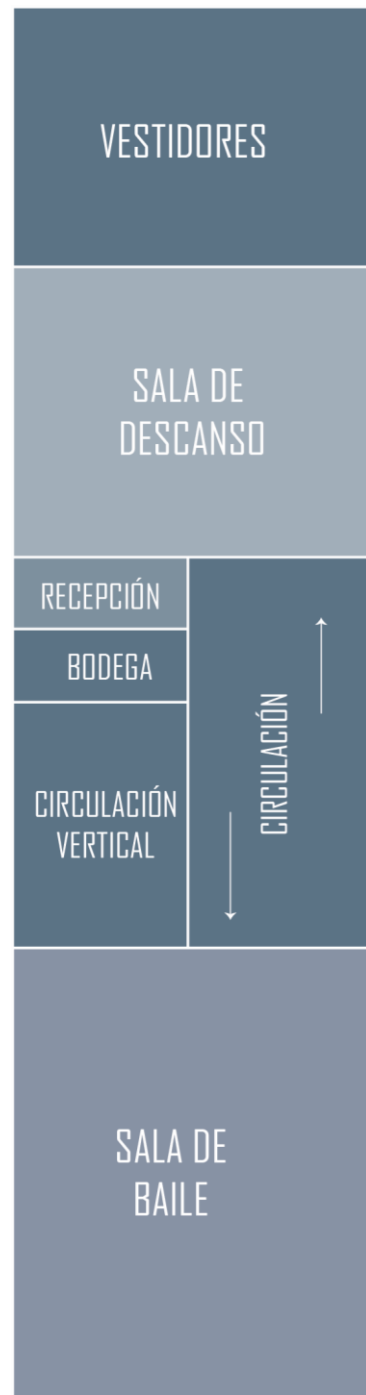 VESTIDORES
SALA DE
DESCANSO
RECEPCIÓN
BODEGA
CIRCULACIÓN
VERTICAL
CIRCULACIÓN
SALA DE
BAILE